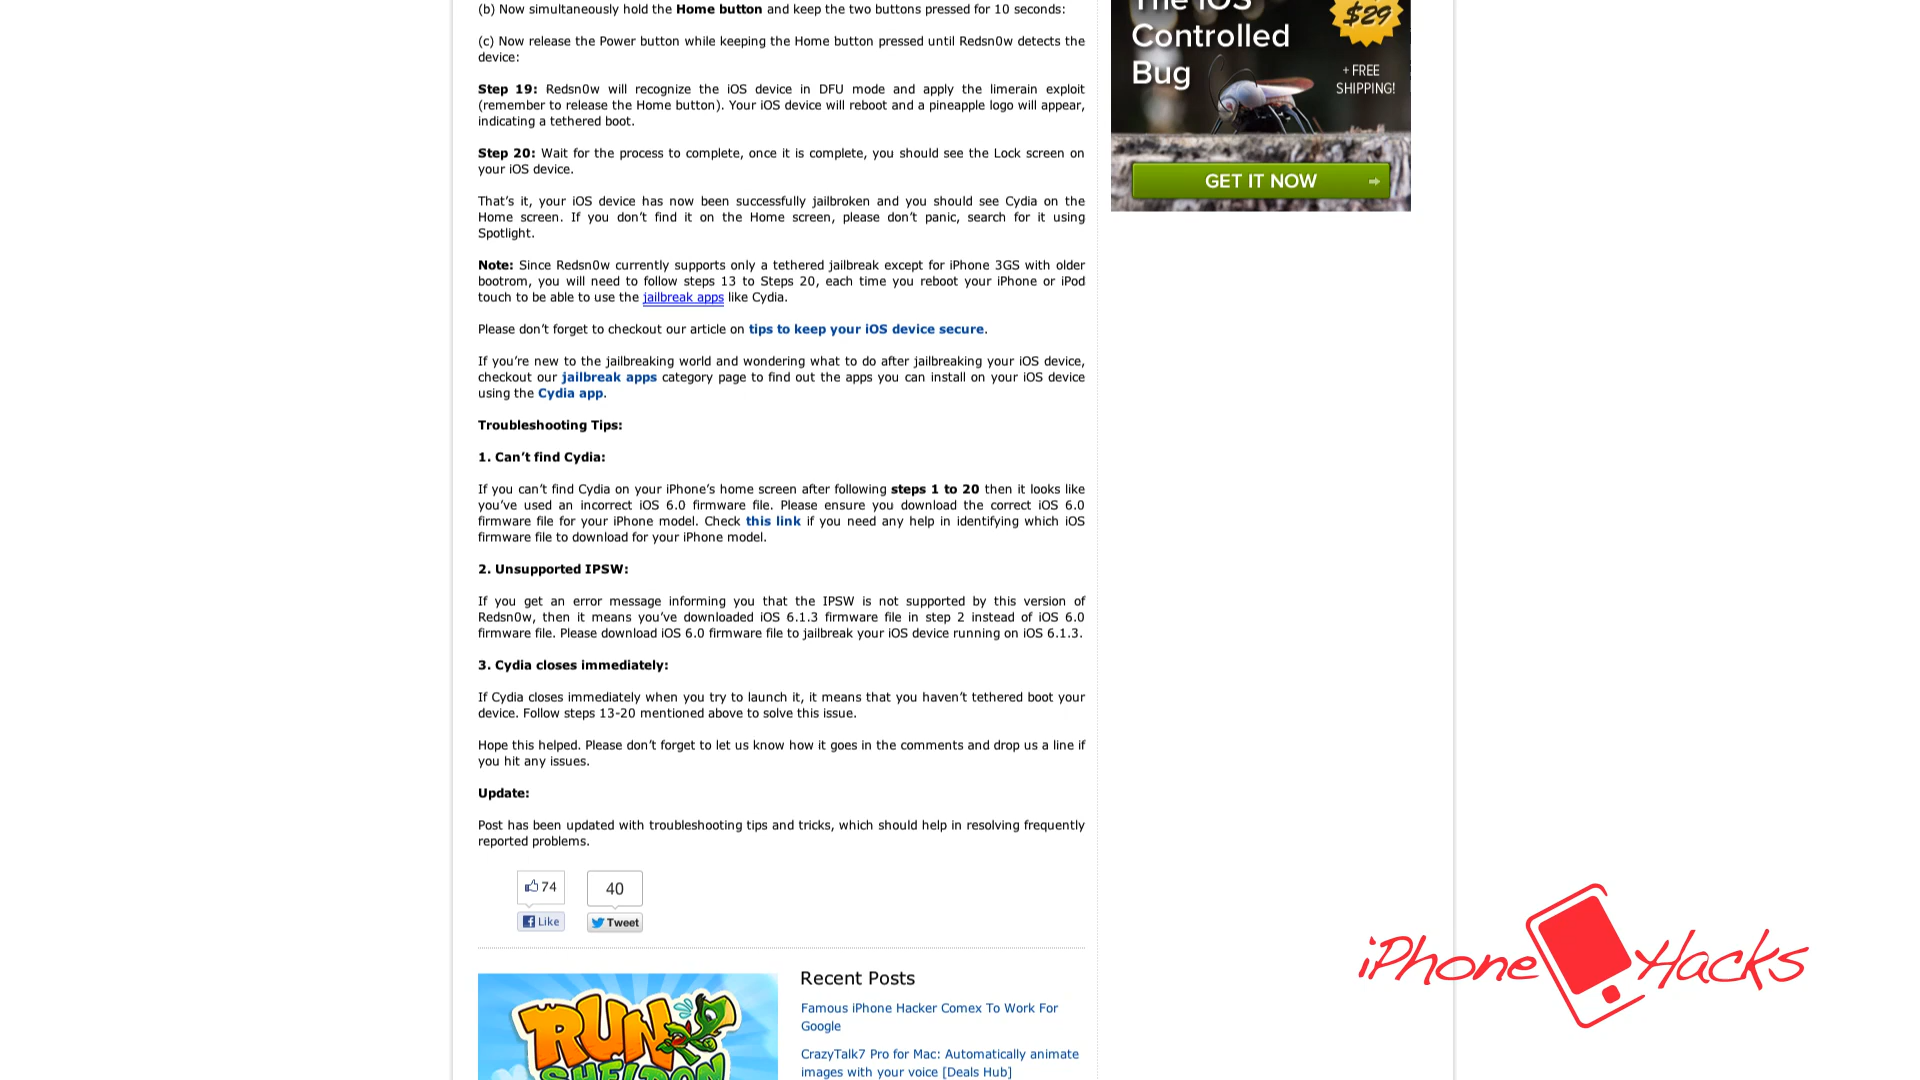 (b) Now simultaneously hold the Home button and keep the two buttons pressed for 10 seconds:
(c) Now release the Power button while keeping the Home button pressed until Redsn0w detects the
device:
Step 19: Redsn0w will recognize the iOS device in DFU mode and apply the limerain exploit
(remember to release the Home button). Your iOS device will reboot and a pineapple logo will appear,
indicating a tethered boot.
Step 20: Wait for the process to complete, once it is complete, you should see the Lock screen on
your iOS device.
That's it, your iOS device has now been successfully jailbroken and you should see Cydia on the
Home screen. If you don't find it on the Home screen, please don't panic, search for it using
Spotlight.
Note: Since Redsn0w currently supports only a tethered jailbreak except for iPhone 3GS with older
bootrom, you will need to follow steps 13 to Steps 20, each time you reboot your iPhone or iPod
touch to be able to use the jailbreak apps like Cydia.
Please don't forget to checkout our article on tips to keep your iOS device secure.
If you're new to the jailbreaking world and wondering what to do after jailbreaking your iOS device,
checkout our jailbreak apps category page to find out the apps you can install on your iOS device
using the Cydia app.
Troubleshooting Tips:
1. Can't find Cydia:
If you can't find Cydia on your iPhone's home screen after following steps 1 to 20 then it looks like
you've used an incorrect iOS 6.0 firmware file. Please ensure you download the correct iOS 6.0
firmware file for your iPhone model. Check this link if you need any help in identifying which iOS
firmware file to download for your iPhone model.
2. Unsupported IPSW:
If you get an error message informing you that the IPSW is not supported by this version of
Redsn0w, then it means you've downloaded iOS 6.1.3 firmware file in step 2 instead of iOS 6.0
firmware file. Please download iOS 6.0 firmware file to jailbreak your iOS device running on iOS 6.1.3.
3. Cydia closes immediately:
If Cydia closes immediately when you try to launch it, it means that you haven't tethered boot your
device. Follow steps 13-20 mentioned above to solve this issue.
Hope this helped. Please don't forget to let us know how it goes in the comments and drop us a line if
you hit any issues.
Update:
Post has been updated with troubleshooting tips and tricks, which should help in resolving frequently
reported problems.
74
Like
40
Tweet
RUN
SHELDON
Recent Posts
Famous iPhone Hacker Comex To Work For
Google
CrazyTalk7 Pro for Mac: Automatically animate
images with your voice [Deals Hub]
The iOS
Controlled
Bug
$29
+ FREE
SHIPPING!
GET IT NOW
iPhone Hacks